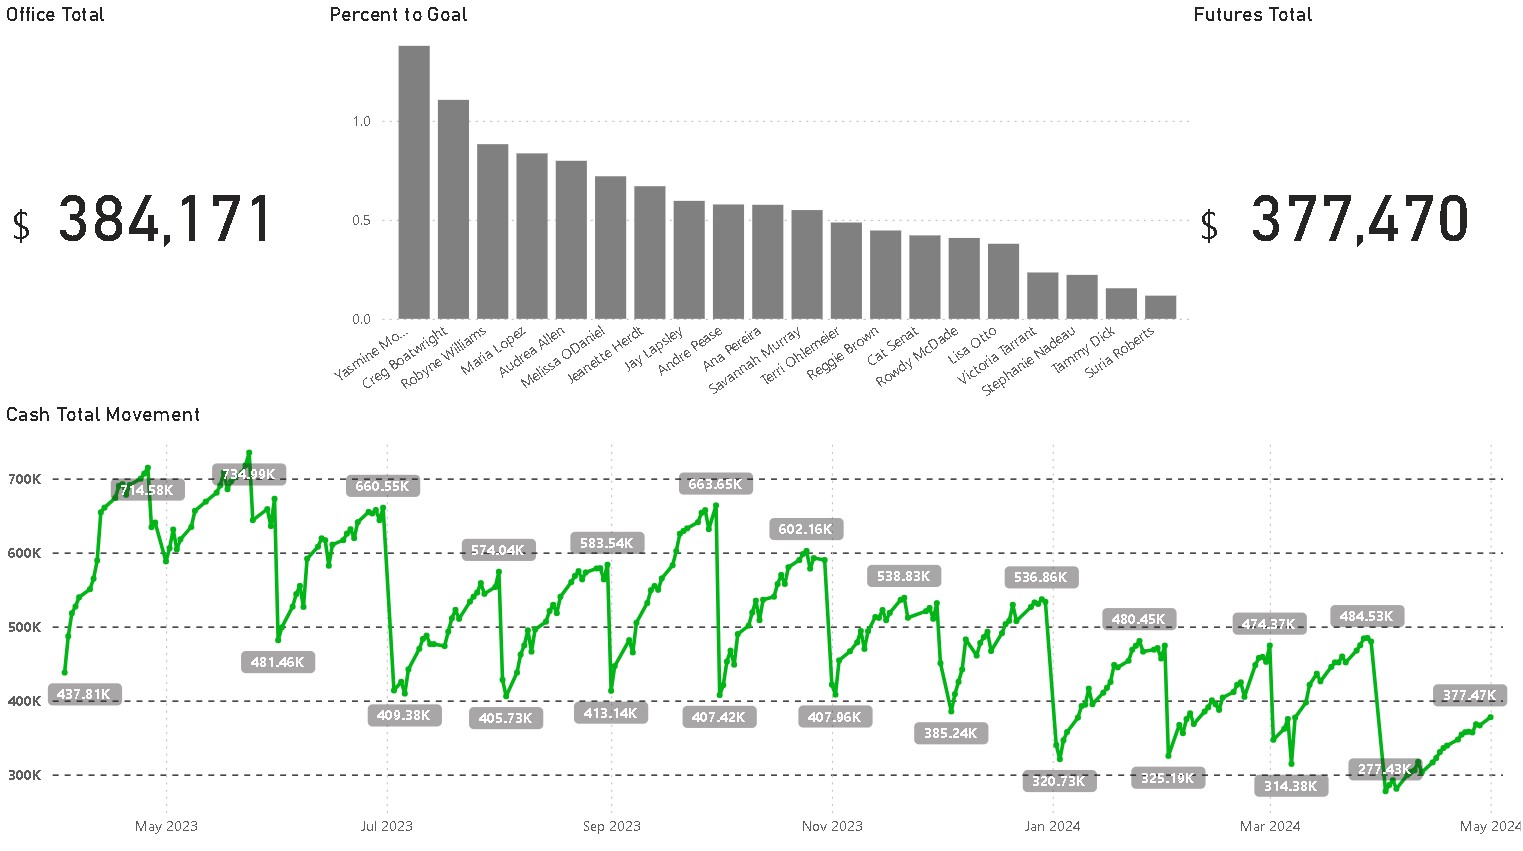 Office Total
Percent to Goal
Futures Total
$ 384,171
1.0
0.5
0.0
Yasmine Mo...
Creg Boatwright
Robyne Williams
Maria Lopez
Audrea Allen
Melissa ODaniel
Jeanette Herdt
Jay Lapsley
Andre Pease
Ana Pereira
Savannah Murray
Terri Ohlemeier
Reggie Brown
Cat Senat
Rowdy McDade
Lisa Otto
Victoria Tarrant
Stephanie Nadeau
Tammy Dick
Suria Roberts
$ 377,470
Cash Total Movement
700K
600K
500K
400K
300K
437.81K
714.58K
734.99K
481.46K
660.55K
409.38K
574.04K
405.73K
583.54K
413.14K
663.65K
407.42K
602.16K
407.96K
538.83K
385.24K
536.86K
320.73K
480.45K
325.19K
474.37K
314.38K
484.53K
277.43K
377.47K
May 2023
Jul 2023
Sep 2023
Nov 2023
Jan 2024
Mar 2024
May 2024